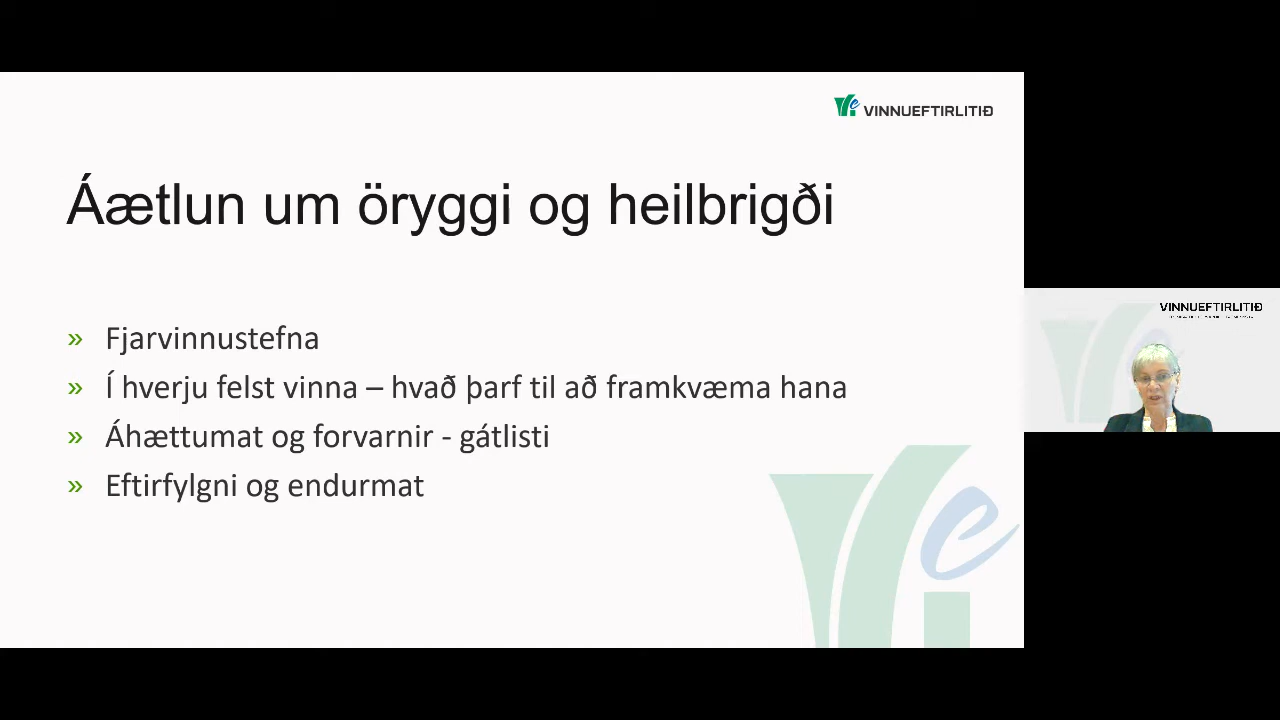 VINNUEFTIRLITIÐ
Áætlun um öryggi og heilbrigði
» Fjarvinnustefna
» Í hverju felst vinna – hvað þarf til að framkvæma hana
» Áhættumat og forvarnir - gátlisti
» Eftirfylgni og endurmat
VINNUEFTIRLITIÐ